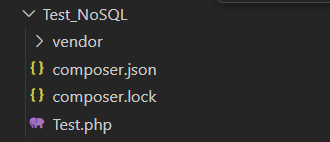 Test_NoSQL
vendor
composer.json
composer.lock
Test.php